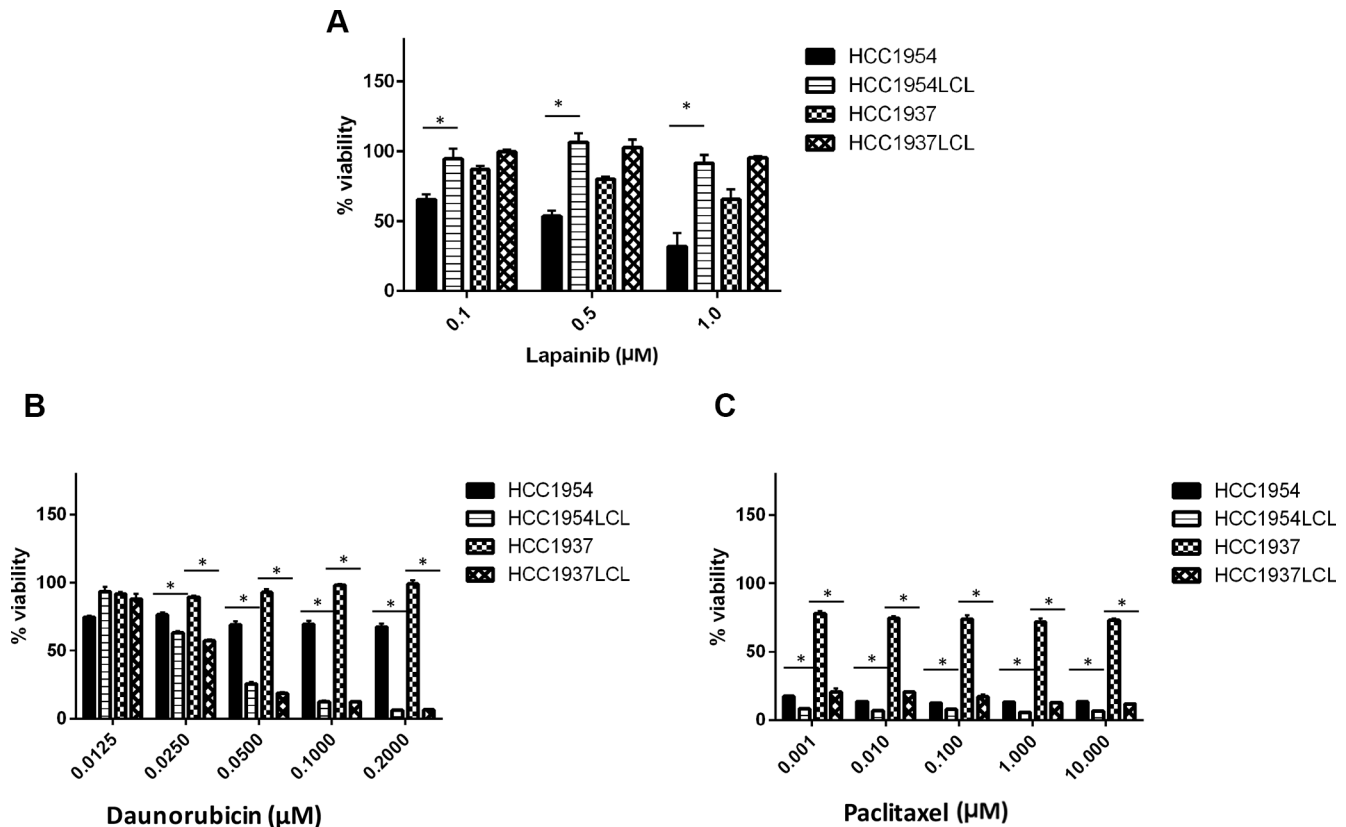 A
% viability
150
100
50
0
* * *
0.1 0.5 1.0
Lapainib (µM)
HCC1954
HCC1954LCL
HCC1937
HCC1937LCL
B
% viability
150
100
50
0
* * * * * * * *
0.0125 0.0250 0.0500 0.1000 0.2000
Daunorubicin (µM)
HCC1954
HCC1954LCL
HCC1937
HCC1937LCL
C
% viability
150
100
50
0
* * * * * * * * * *
0.001 0.010 0.100 1.000 10.000
Paclitaxel (µM)
HCC1954
HCC1954LCL
HCC1937
HCC1937LCL